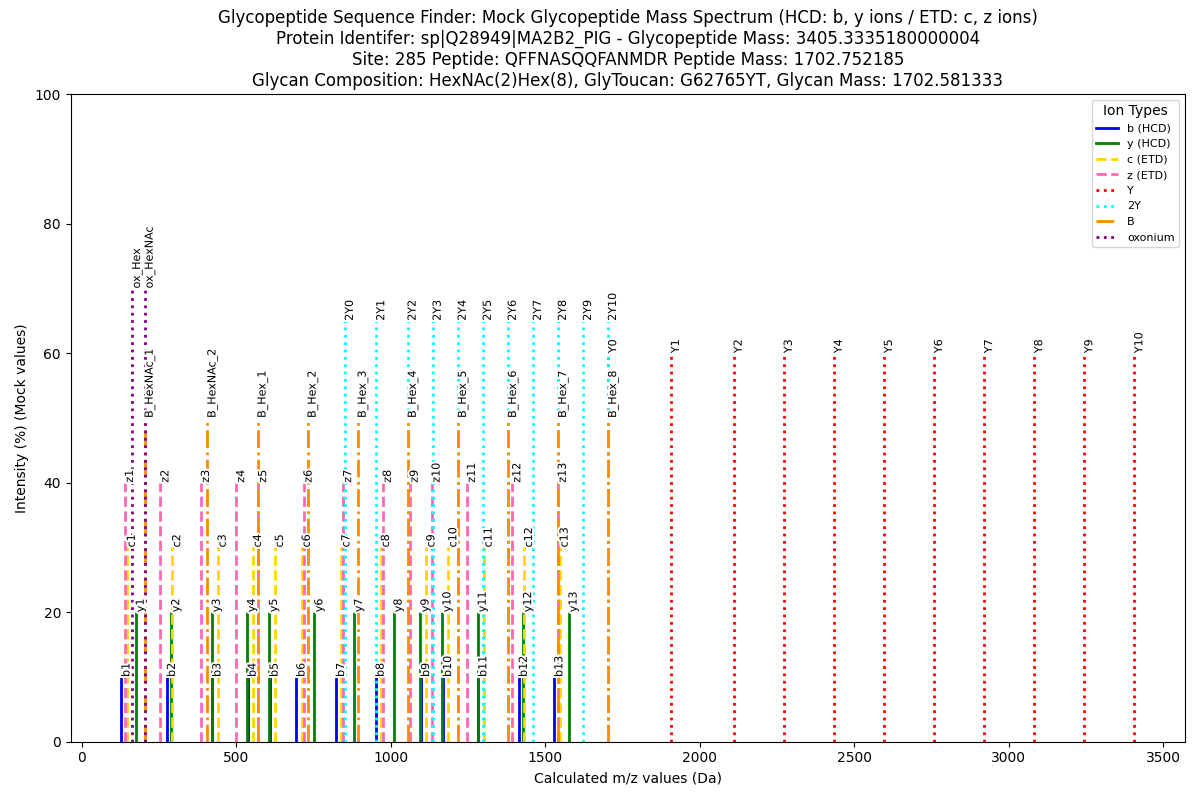 Glycopeptide Sequence Finder: Mock Glycopeptide Mass Spectrum (HCD: b, y ions / ETD: c, z ions)
Protein Identifer: sp|Q28949|MA2B2_PIG - Glycopeptide Mass: 3405.3335180000004
Site: 285 Peptide: QFFNASQQFANMDR Peptide Mass: 1702.752185
Glycan Composition: HexNAc(2)Hex(8), GlyToucan: G62765YT, Glycan Mass: 1702.581333
Intensity (%) (Mock values)
100
80
60
40
20
0
Ion Types
b (HCD)
y (HCD)
c (ETD)
z (ETD)
Y
2Y
B
oxonium
ox_Hex
ox_HexNAc
2Y0
2Y1
2Y2
2Y3
2Y4
2Y5
2Y6
2Y7
2Y8
2Y9
2Y10
Y0
Y1
Y2
Y3
Y4
Y5
Y6
Y7
Y8
Y9
Y10
B_HexNAc_1
B_HexNAc_2
B_Hex_1
B_Hex_2
B_Hex_3
B_Hex_4
B_Hex_5
B_Hex_6
B_Hex_7
B_Hex_8
z1
z2
z3
z4
z5
z6
z7
z8
z9
z10
z11
z12
z13
c1
c2
c3
c4
c5
c6
c7
c8
c9
c10
c11
c12
c13
y1
y2
y3
y4
y5
y6
y7
y8
y9
y10
y11
y12
y13
b1
b2
b3
b4
b5
b6
b7
b8
b9
b10
b11
b12
b13
0
500
1000
1500
2000
2500
3000
3500
Calculated m/z values (Da)